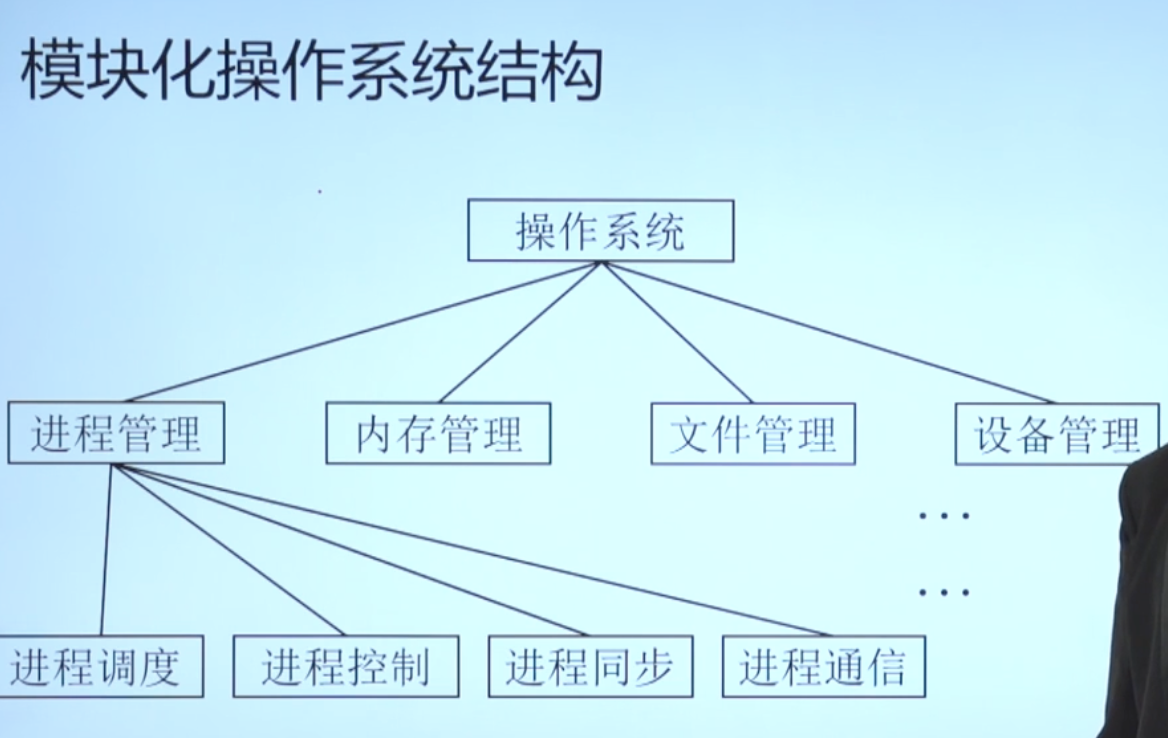 模块化操作系统结构
操作系统
进程管理 内存管理 文件管理 设备管理
...
...
进程调度 进程控制 进程同步 进程通信